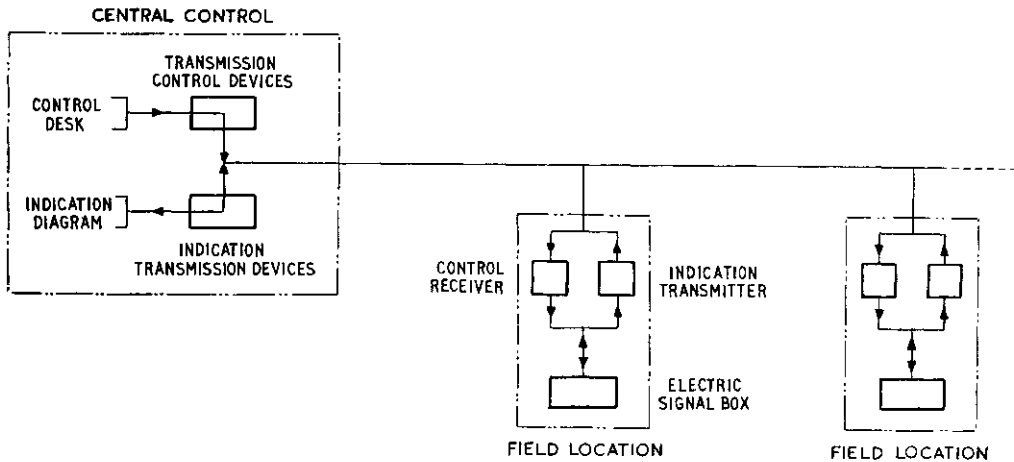 CENTRAL CONTROL
TRANSMISSION
CONTROL DEVICES
CONTROL
DESK
INDICATION
DIAGRAM
INDICATION
TRANSMISSION DEVICES
CONTROL
RECEIVER
INDICATION
TRANSMITTER
ELECTRIC
SIGNAL BOX
FIELD LOCATION
FIELD LOCATION